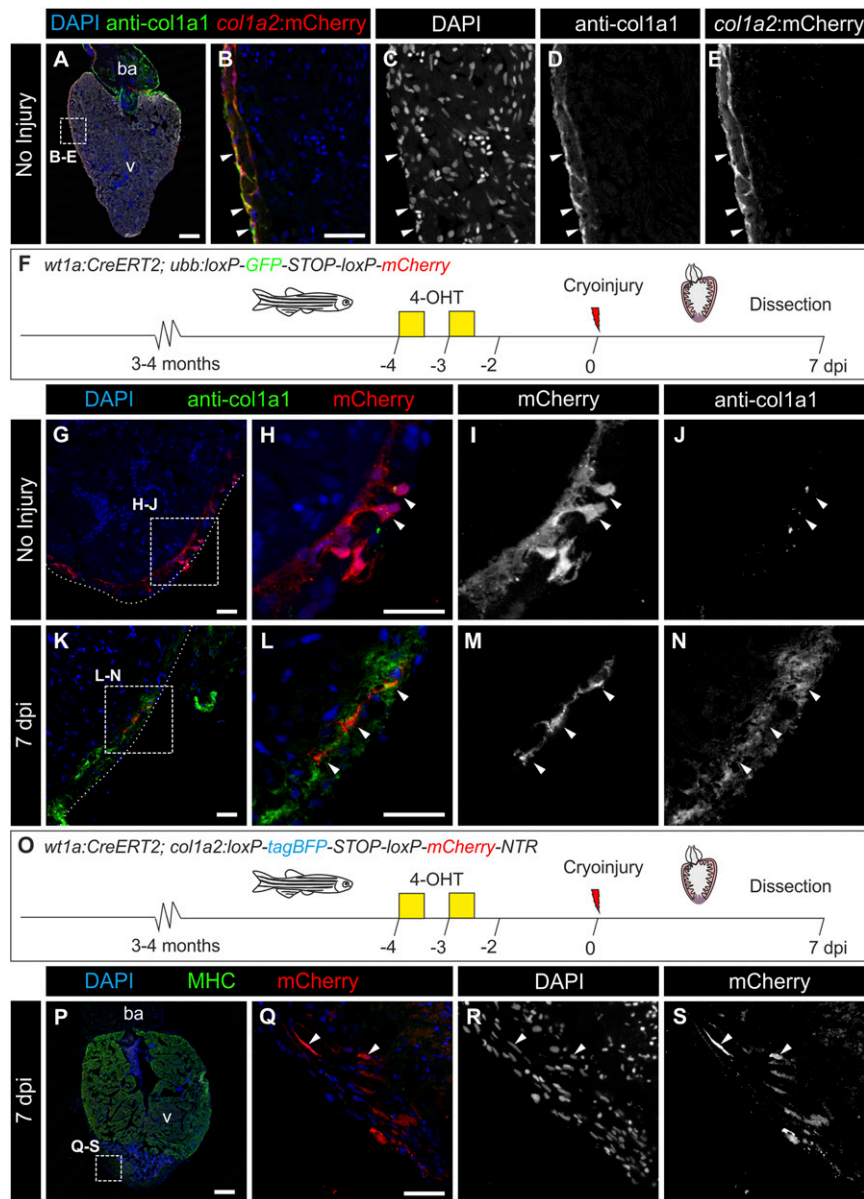 DAPI anti-col1a1 col1a2:mCherry DAPI anti-col1a1 col1a2:mCherry
No Injury
A ba v B-E B C D E
F wt1a:CreERT2; ubb:loxP-GFP-STOP-loxP-mCherry
4-OHT Cryoinjury Dissection
3-4 months -4 -3 -2 0 7 dpi
DAPI anti-col1a1 mCherry mCherry anti-col1a1
No Injury
G H-J H I J
7 dpi
K L-N L M N
O wt1a:CreERT2; col1a2:loxP-tagBFP-STOP-loxP-mCherry-NTR
4-OHT Cryoinjury Dissection
3-4 months -4 -3 -2 0 7 dpi
DAPI MHC mCherry DAPI mCherry
7 dpi
P ba v Q-S Q R S